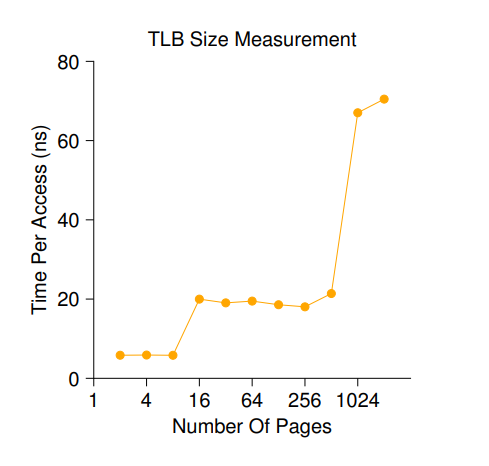 TLB Size Measurement
80
60
40
20
0
Time Per Access (ns)
1 4 16 64 256 1024
Number Of Pages